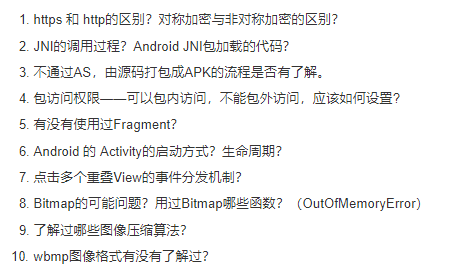 1. https 和 http的区别？对称加密与非对称加密的区别？
2. JNI的调用过程？Android JNI包加载的代码？
3. 不通过AS，由源码打包成APK的流程是否有了解。
4. 包访问权限——可以包内访问，不能包外访问，应该如何设置？
5. 有没有使用过Fragment？
6. Android 的 Activity的启动方式？生命周期？
7. 点击多个重叠View的事件分发机制？
8. Bitmap的可能问题？用过Bitmap哪些函数？（OutOfMemoryError）
9. 了解过哪些图像压缩算法？
10. wbmp图像格式有没有了解过？